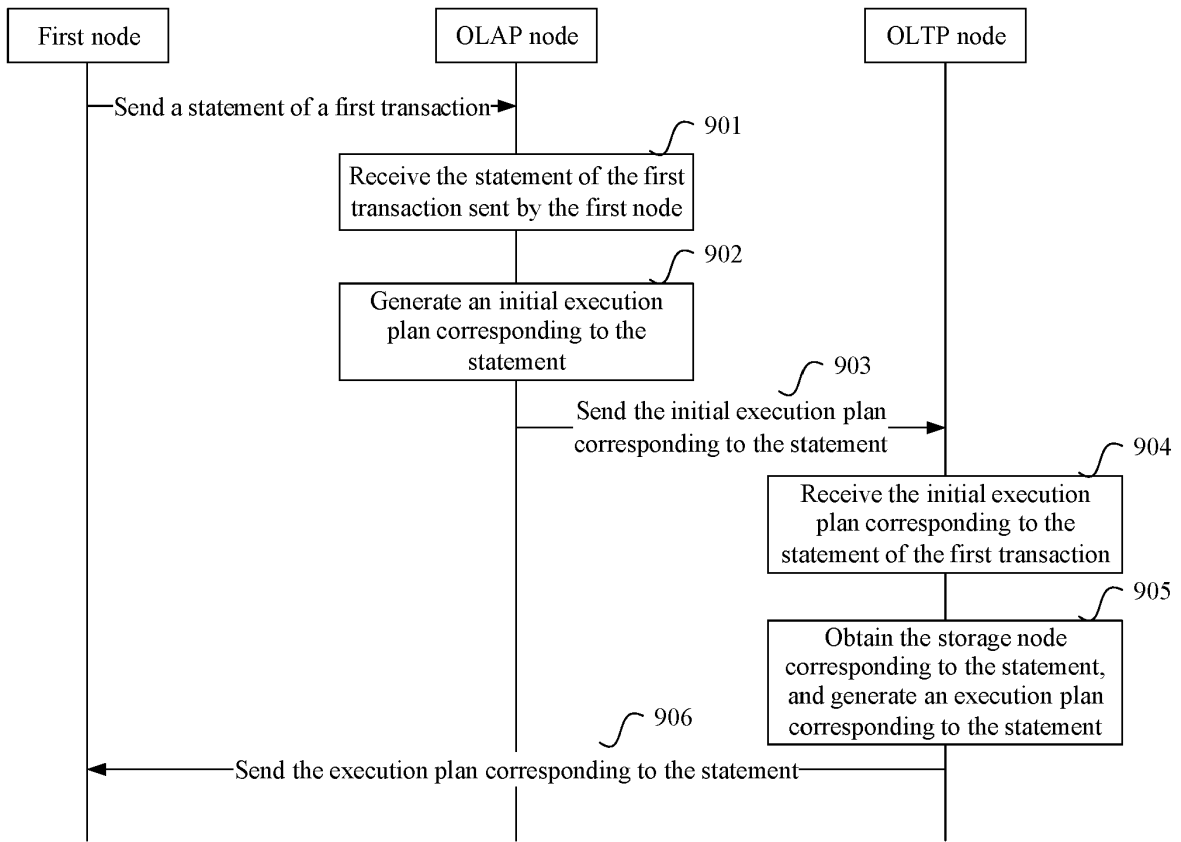 First node
OLAP node
OLTP node
Send a statement of a first transaction
901
Receive the statement of the first
transaction sent by the first node
902
Generate an initial execution
plan corresponding to the
statement
903
Send the initial execution plan
corresponding to the statement
904
Receive the initial execution
plan corresponding to the
statement of the first transaction
905
Obtain the storage node
corresponding to the statement,
and generate an execution plan
corresponding to the statement
906
Send the execution plan corresponding to the statement